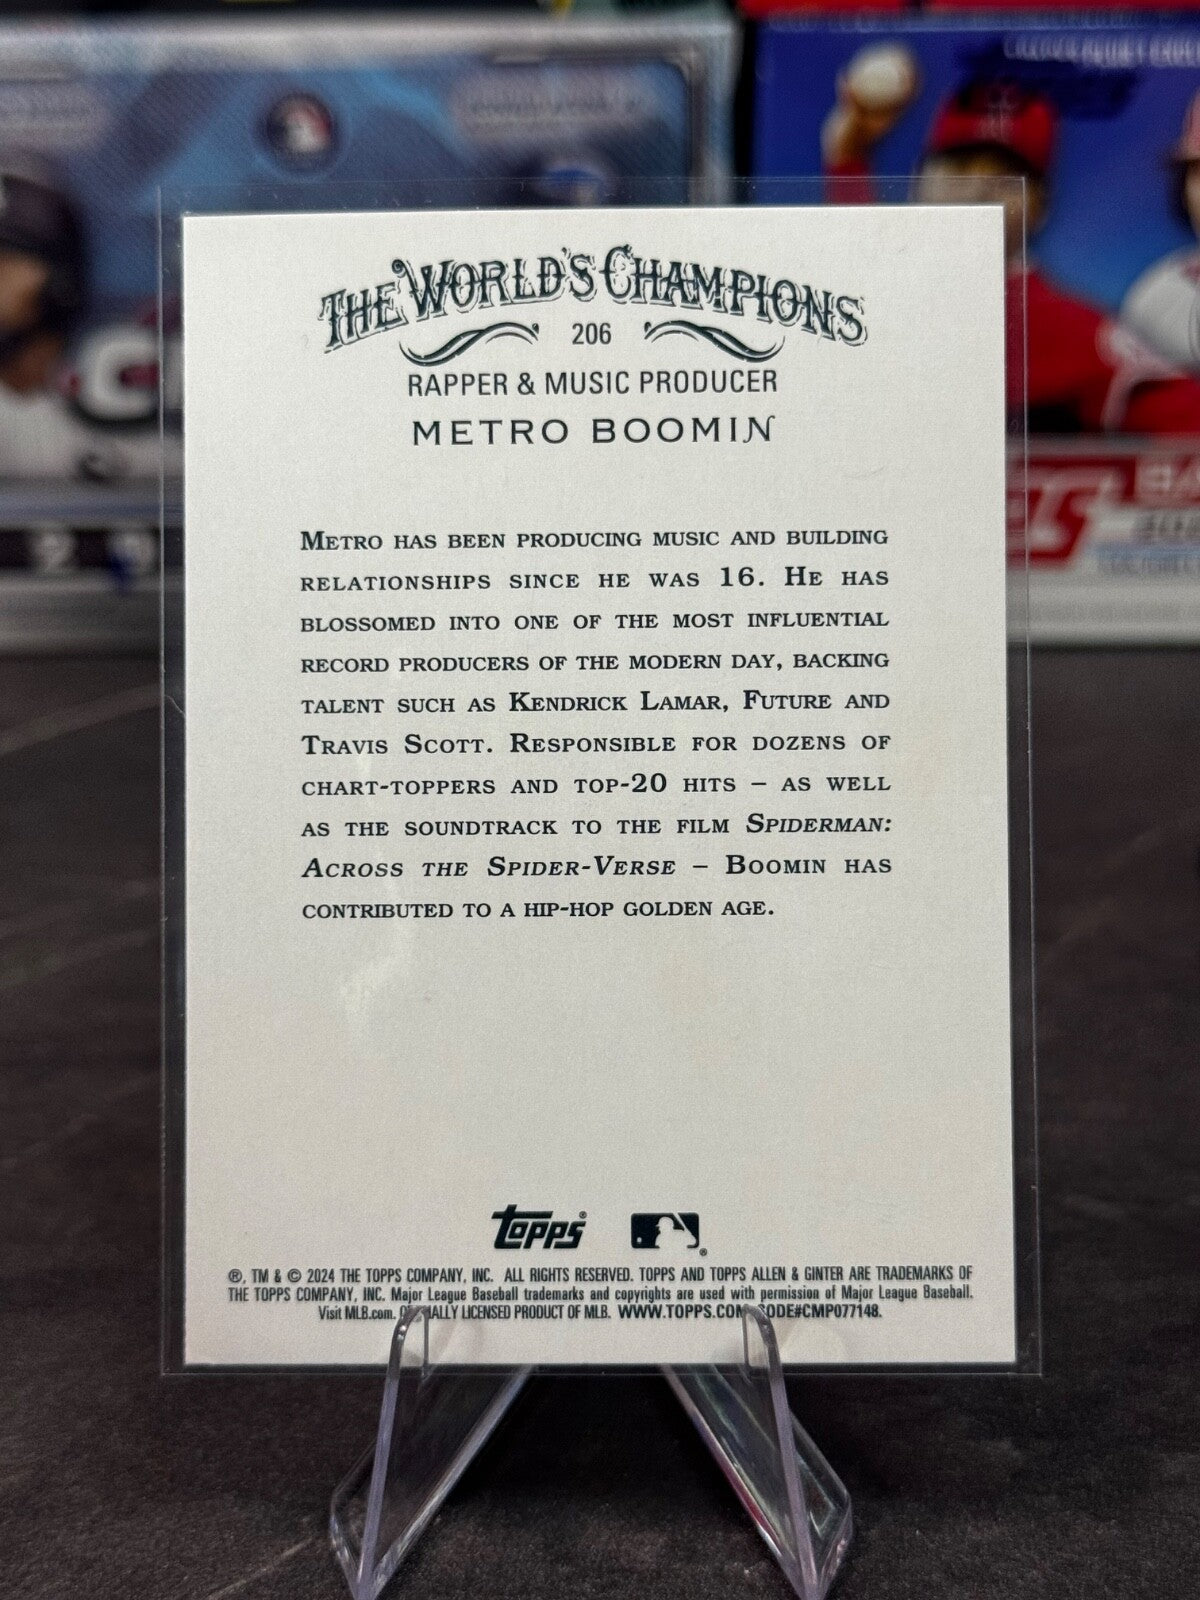 THE WORLD'S CHAMPIONS
206
RAPPER & MUSIC PRODUCER
METRO BOOMIN
METRO HAS BEEN PRODUCING MUSIC AND BUILDING
RELATIONSHIPS SINCE HE WAS 16. HE HAS
BLOSSOMED INTO ONE OF THE MOST INFLUENTIAL
RECORD PRODUCERS OF THE MODERN DAY, BACKING
TALENT SUCH AS KENDRICK LAMAR, FUTURE AND
TRAVIS SCOTT. RESPONSIBLE FOR DOZENS OF
CHART-TOPPERS AND TOP-20 HITS – AS WELL
AS THE SOUNDTRACK TO THE FILM SPIDERMAN:
ACROSS THE SPIDER-VERSE – BOOMIN HAS
CONTRIBUTED TO A HIP-HOP GOLDEN AGE.
Topps®
®, TM & © 2024 THE TOPPS COMPANY, INC. ALL RIGHTS RESERVED. TOPPS AND TOPPS ALLEN & GINTER ARE TRADEMARKS OF
THE TOPPS COMPANY, INC. Major League Baseball trademarks and copyrights are used with permission of Major League Baseball.
Visit MLB.com. LICENSED PRODUCT OF MLB. WWW.TOPPS.COM CODE#CMP077148.